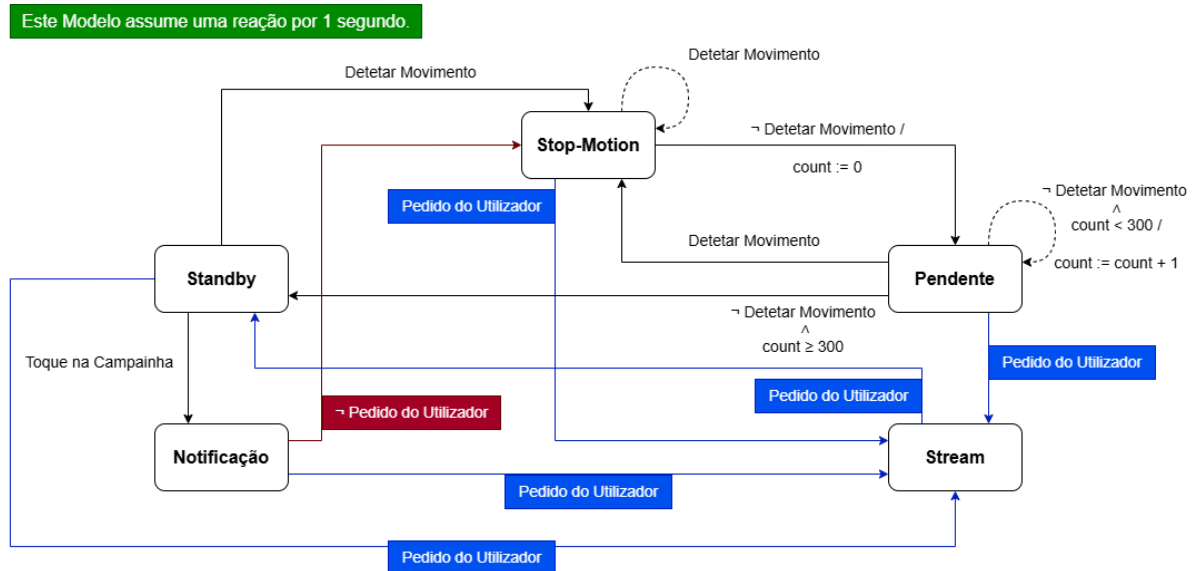 Este Modelo assume uma reação por 1 segundo.
Detetar Movimento
Detetar Movimento
Stop-Motion
¬ Detetar Movimento /
count := 0
Pedido do Utilizador
¬ Detetar Movimento
^
count < 300 /
count := count + 1
Detetar Movimento
Standby
Pendente
¬ Detetar Movimento
^
count ≥ 300
Toque na Campainha
Pedido do Utilizador
Pedido do Utilizador
¬ Pedido do Utilizador
Notificação
Stream
Pedido do Utilizador
Pedido do Utilizador